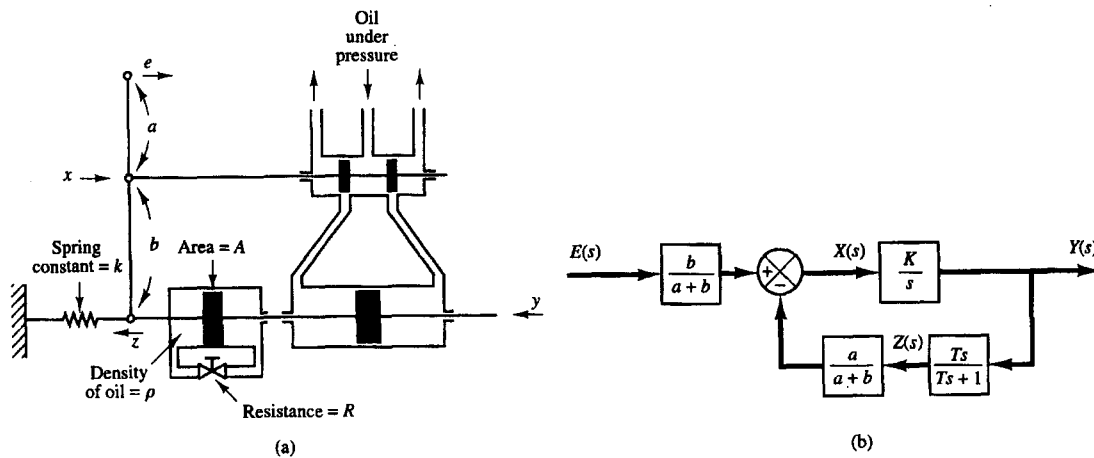 Oil
under
pressure
e
a
x
b
Spring
constant = k
Area = A
z
y
Density
of oil = ρ
Resistance = R
(a)
E(s)
b
a + b
+
−
X(s)
K
s
Y(s)
a
a + b
Z(s)
Ts
Ts + 1
(b)